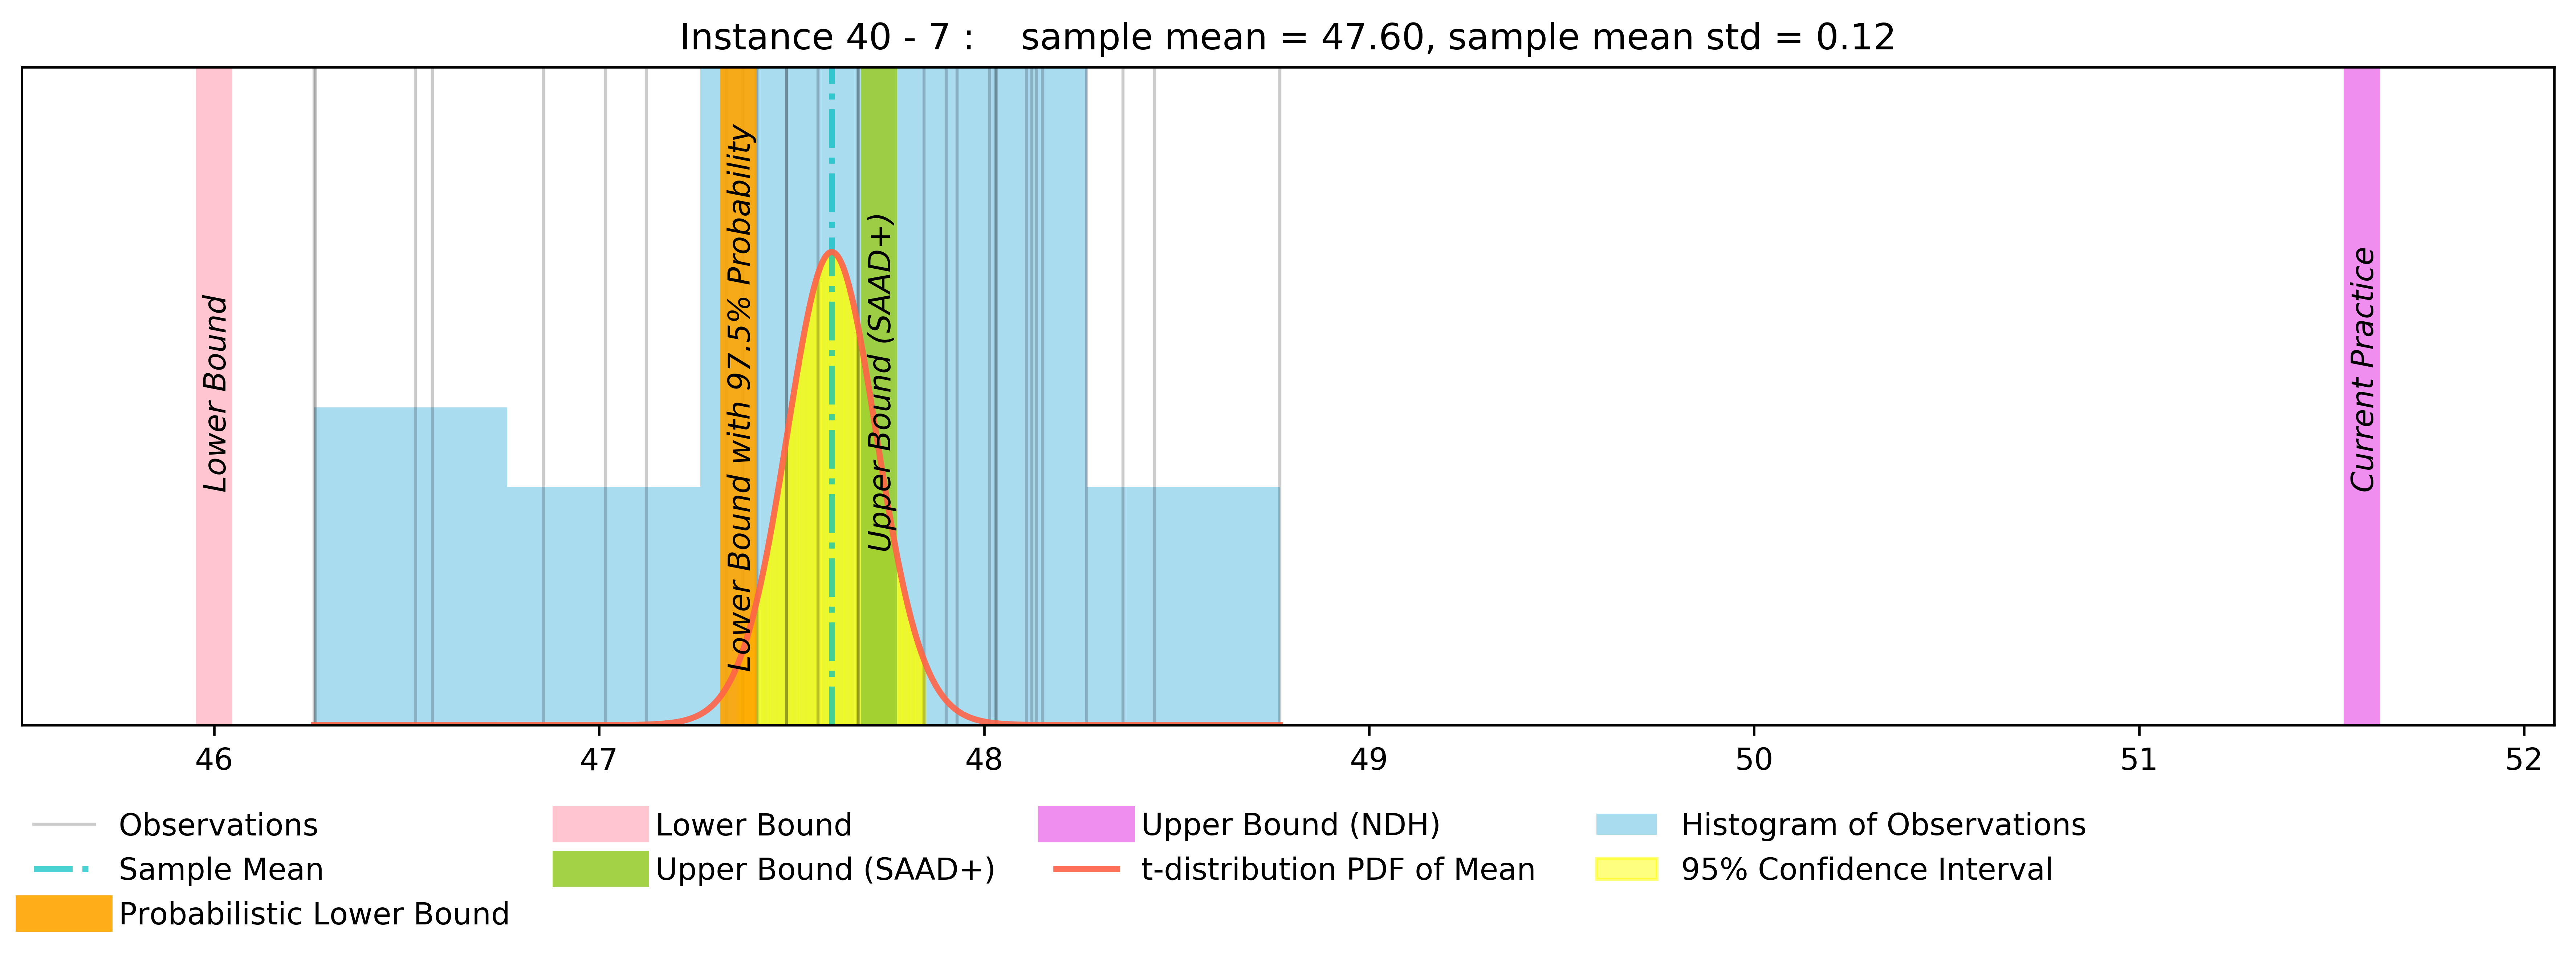 Instance 40 - 7 :    sample mean = 47.60, sample mean std = 0.12
Lower Bound
Lower Bound with 97.5% Probability
Upper Bound (SAAD+)
Current Practice
46 47 48 49 50 51 52
Observations
Sample Mean
Probabilistic Lower Bound
Lower Bound
Upper Bound (SAAD+)
Upper Bound (NDH)
t-distribution PDF of Mean
Histogram of Observations
95% Confidence Interval